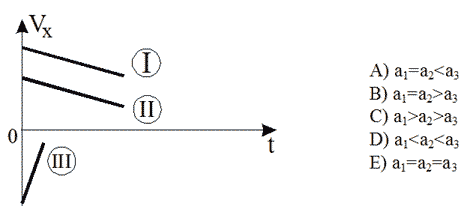 Vx
I
II
0
t
III
A) a₁=a₂<a₃
B) a₁=a₂>a₃
C) a₁>a₂>a₃
D) a₁<a₂<a₃
E) a₁=a₂=a₃